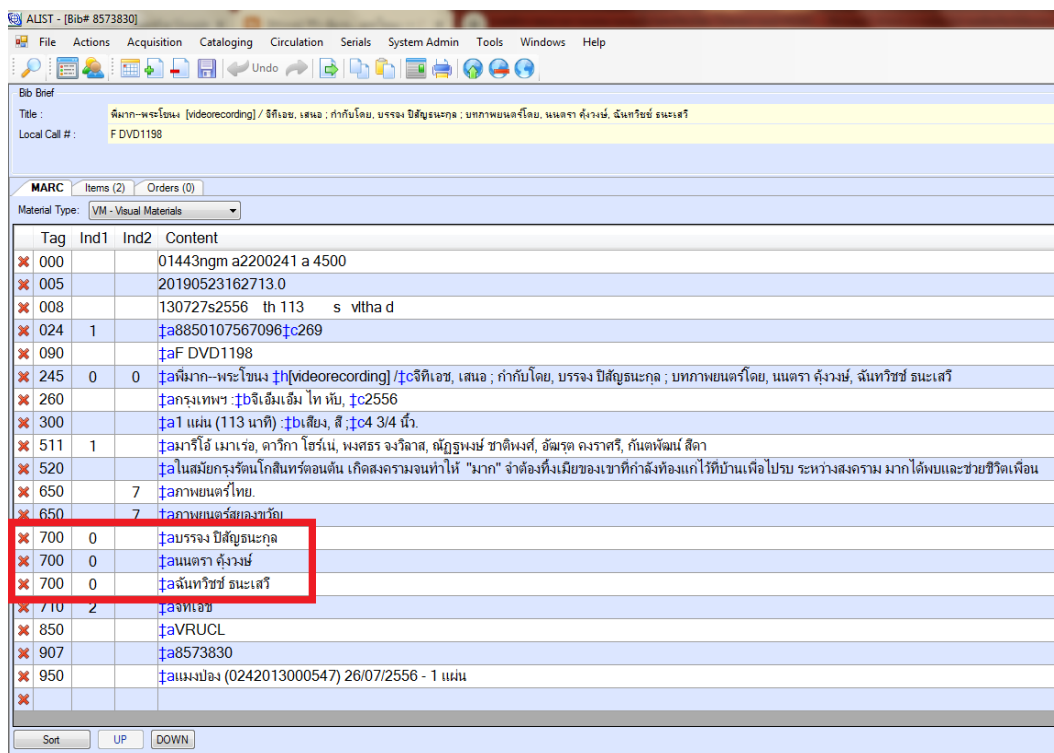 ALIST - [Bib# 8573830]
File Actions Acquisition Cataloging Circulation Serials System Admin Tools Windows Help
Undo
Bib Brief
Title : พี่มาก--พระโขนง [videorecording] / จีทีเอช, เสนอ ; กำกับโดย, บรรจง ปิสัญธนะกูล ; บทภาพยนตร์โดย, นนตรา คุ้มวงษ์, ฉันทวิชช์ ธนะเสวี
Local Call # : F DVD1198
MARC Items (2) Orders (0)
Material Type: VM - Visual Materials
Tag Ind1 Ind2 Content
000 01443ngm a2200241 a 4500
005 20190523162713.0
008 130727s2556 th 113 s vltha d
024 1 ‡a8850107567096‡c269
090 ‡aF DVD1198
245 0 0 ‡aพี่มาก--พระโขนง ‡h[videorecording] /‡cจีทีเอช, เสนอ ; กำกับโดย, บรรจง ปิสัญธนะกูล ; บทภาพยนตร์โดย, นนตรา คุ้มวงษ์, ฉันทวิชช์ ธนะเสวี
260 ‡aกรุงเทพฯ :‡bจีเอ็มเอ็ม ไท หับ, ‡c2556
300 ‡a1 แผ่น (113 นาที) :‡bเสียง, สี ;‡c4 3/4 นิ้ว.
511 1 ‡aมาริโอ้ เมาเร่อ, ดาวิกา โฮร์เน่, พงศธร จงวิลาส, ณัฏฐพงษ์ ชาติพงศ์, อัฒรุต คงราศรี, กันตพัฒน์ สีดา
520 ‡aในสมัยกรุงรัตนโกสินทร์ตอนต้น เกิดสงครามจนทำให้ "มาก" จำต้องทิ้งเมียของเขาที่กำลังท้องแก่ไว้ที่บ้านเพื่อไปรบ ระหว่างสงคราม มากได้พบและช่วยชีวิตเพื่อน
650 7 ‡aภาพยนตร์ไทย.
650 7 ‡aภาพยนตร์สยองขวัญ
700 0 ‡aบรรจง ปิสัญธนะกูล
700 0 ‡aนนตรา คุ้มวงษ์
700 0 ‡aฉันทวิชช์ ธนะเสวี
710 2 ‡aจีทีเอช
850 ‡aVRUCL
907 ‡a8573830
950 ‡aแมงป่อง (0242013000547) 26/07/2556 - 1 แผ่น
Sort UP DOWN